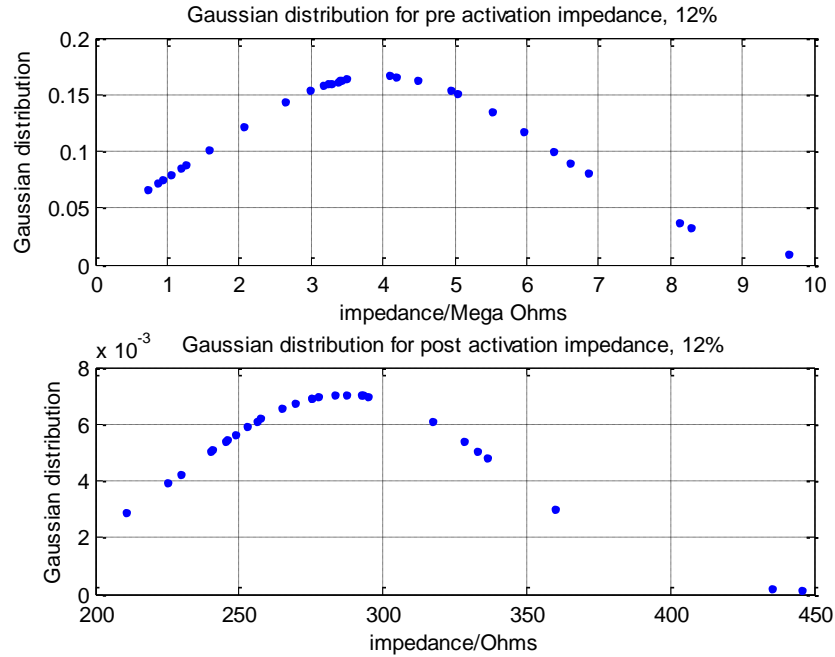 Gaussian distribution for pre activation impedance, 12%
0.2
0.15
0.1
0.05
0
Gaussian distribution
0 1 2 3 4 5 6 7 8 9 10
impedance/Mega Ohms
x 10^-3
Gaussian distribution for post activation impedance, 12%
8
6
4
2
0
Gaussian distribution
200 250 300 350 400 450
impedance/Ohms